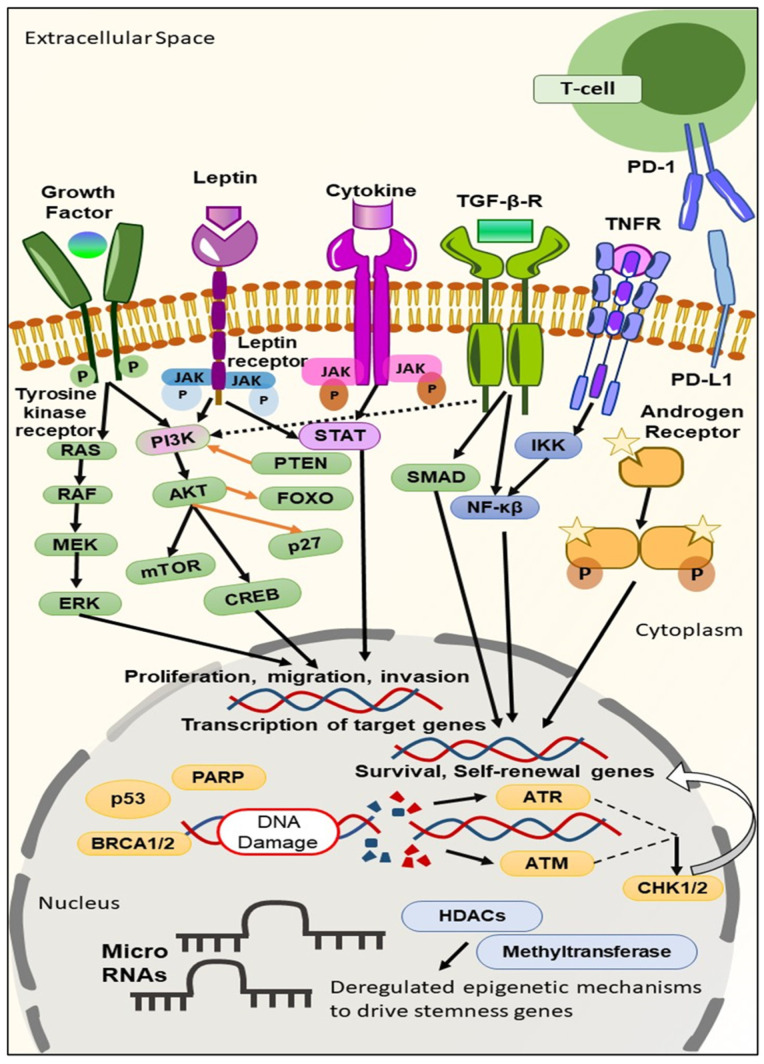 Extracellular Space
T-cell
PD-1
Growth
Factor
Leptin
Cytokine
TGF-β-R
TNFR
Leptin
receptor
P
P
JAK
JAK
P
P
JAK
JAK
P
P
PD-L1
Tyrosine
kinase
receptor
Androgen
Receptor
RAS
PI3K
STAT
IKK
PTEN
SMAD
RAF
AKT
FOXO
NF-κβ
MEK
p27
mTOR
P
P
ERK
CREB
Cytoplasm
Proliferation, migration, invasion
Transcription of target genes
Survival, Self-renewal genes
PARP
p53
ATR
BRCA1/2
DNA
Damage
ATM
CHK1/2
Nucleus
HDACs
Micro
RNAs
Methyltransferase
Deregulated epigenetic mechanisms
to drive stemness genes